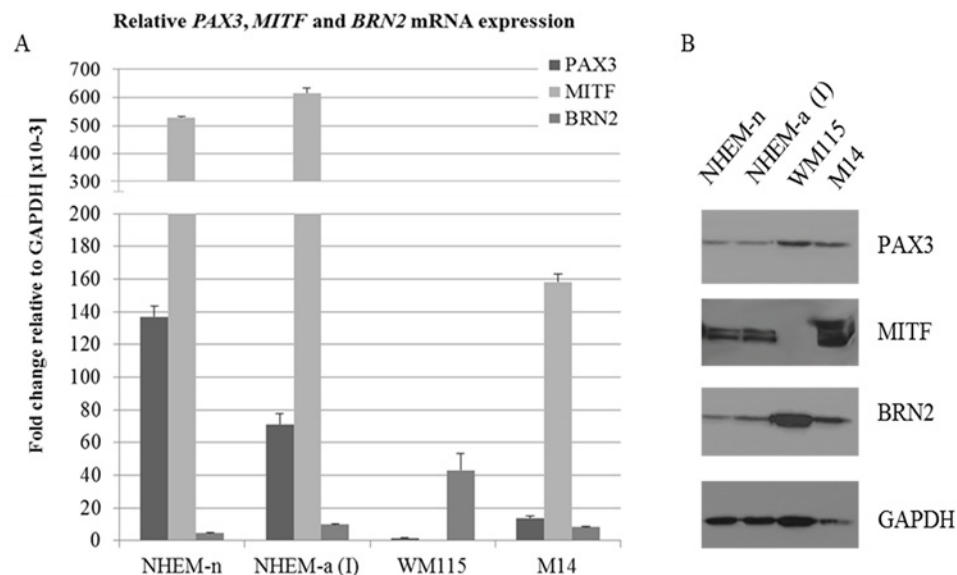 Relative PAX3, MITF and BRN2 mRNA expression
A
Fold change relative to GAPDH [x10-3]
700
600
500
400
300
200
180
160
140
120
100
80
60
40
20
0
PAX3
MITF
BRN2
NHEM-n
NHEM-a (I)
WM115
M14
B
NHEM-n
NHEM-a (I)
WM115
M14
PAX3
MITF
BRN2
GAPDH